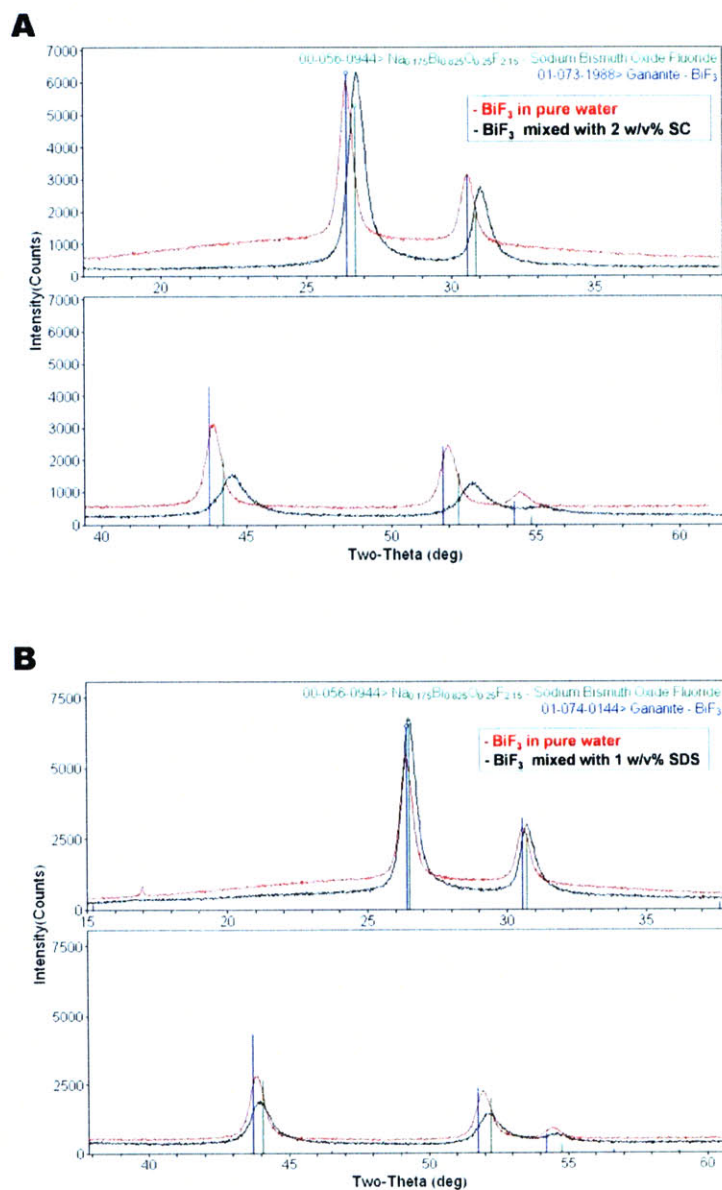 A
00-056-0944> Na0.175Bi0.825O0.25F2.15 - Sodium Bismuth Oxide Fluoride
01-073-1988> Gananite - BiF3
- BiF3 in pure water
- BiF3 mixed with 2 w/v% SC
7000
6000
5000
4000
3000
2000
1000
0
20 25 30 35
7000
6000
5000
4000
3000
2000
1000
0
40 45 50 55 60
Intensity(Counts)
Two-Theta (deg)
B
00-056-0944> Na0.175Bi0.825O0.25F2.15 - Sodium Bismuth Oxide Fluoride
01-074-0144> Gananite - BiF3
- BiF3 in pure water
- BiF3 mixed with 1 w/v% SDS
7500
5000
2500
0
15 20 25 30 35
7500
5000
2500
0
40 45 50 55 60
Intensity(Counts)
Two-Theta (deg)